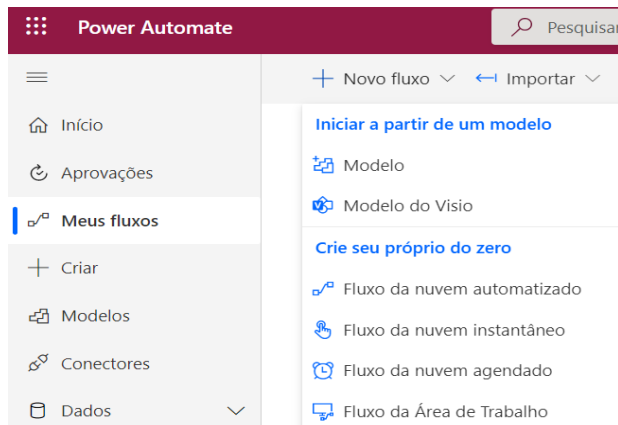 Power Automate
Pesquisar
Novo fluxo
Importar
Início
Aprovações
Meus fluxos
Criar
Modelos
Conectores
Dados
Iniciar a partir de um modelo
Modelo
Modelo do Visio
Crie seu próprio do zero
Fluxo da nuvem automatizado
Fluxo da nuvem instantâneo
Fluxo da nuvem agendado
Fluxo da Área de Trabalho